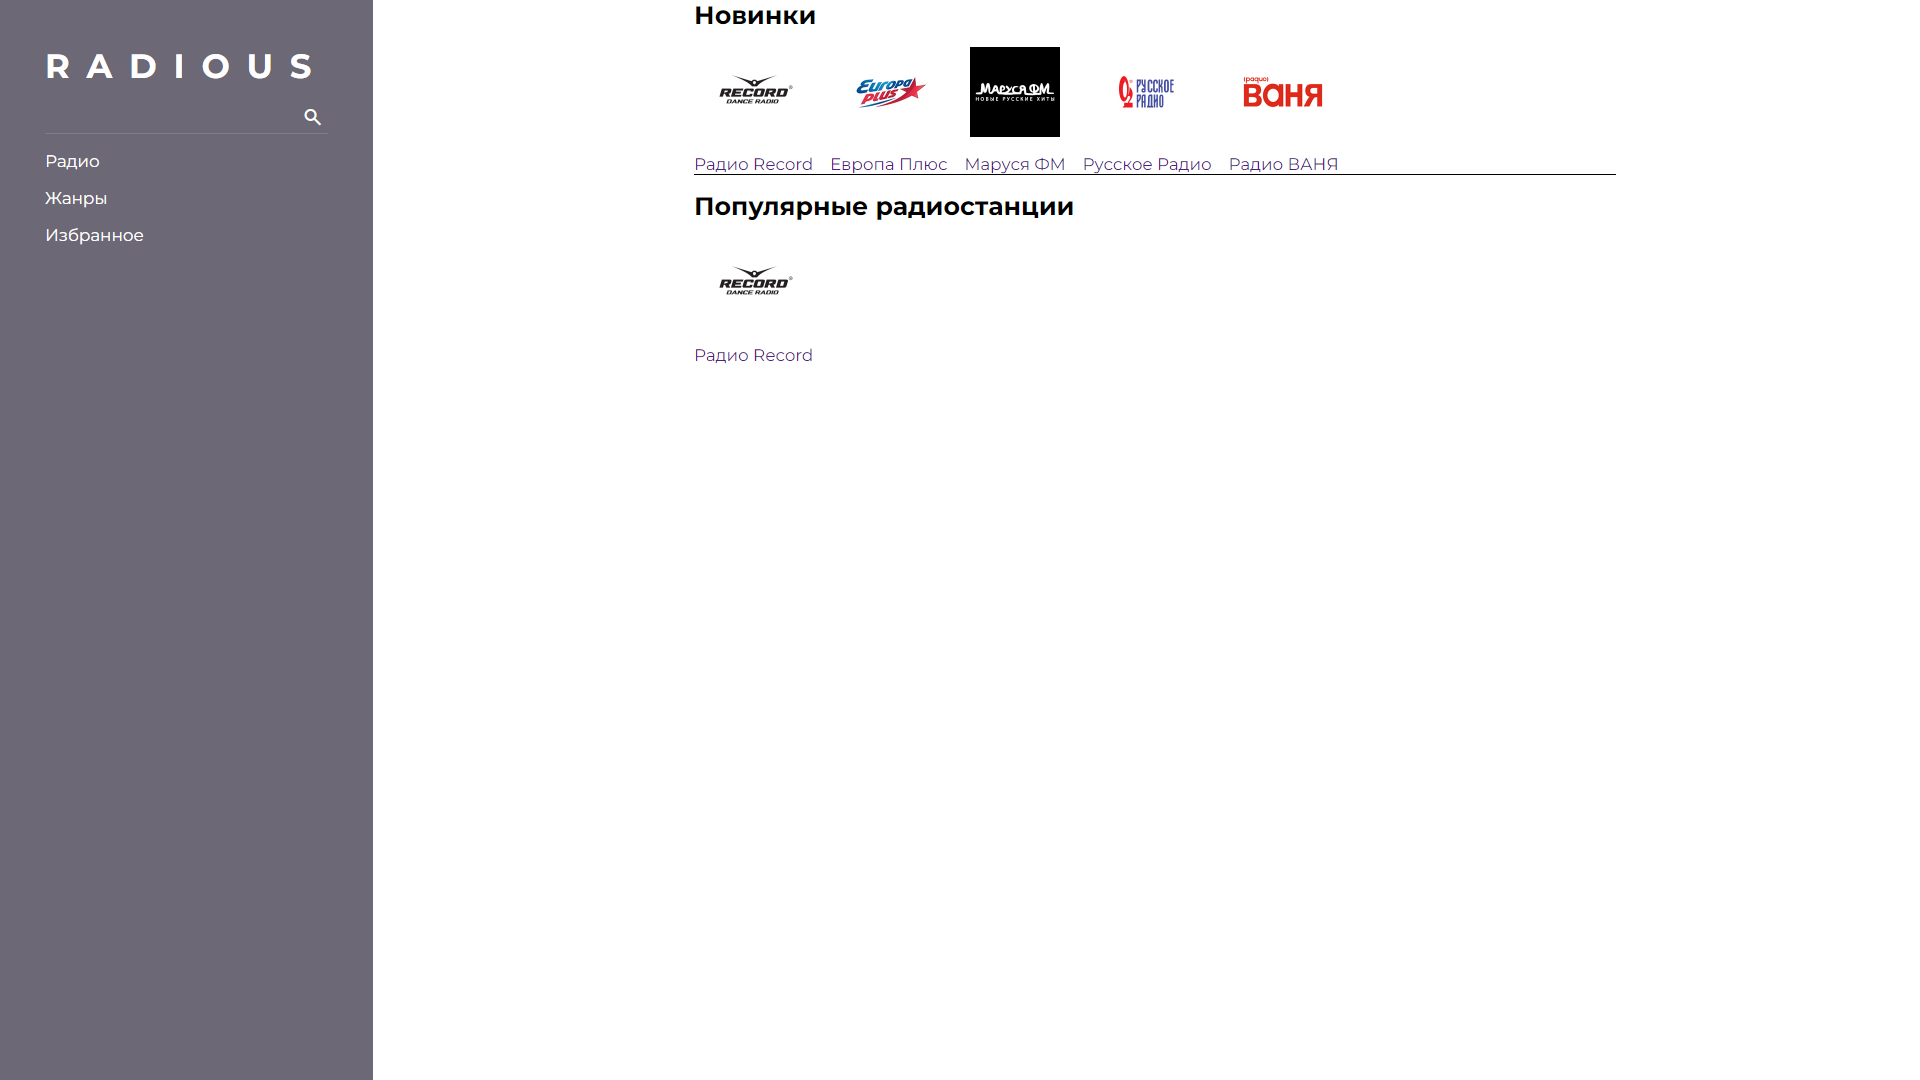 RADIOUS
Радио
Жанры
Избранное
Новинки
RECORD
DANCE RADIO
Европа
plus
МАРУСЯ ФМ
НОВЫЕ РУССКИЕ ХИТЫ
РУССКОЕ
РАДИО
(радио)
ВАНЯ
Радио Record Европа Плюс Маруся ФМ Русское Радио Радио ВАНЯ
Популярные радиостанции
RECORD
DANCE RADIO
Радио Record